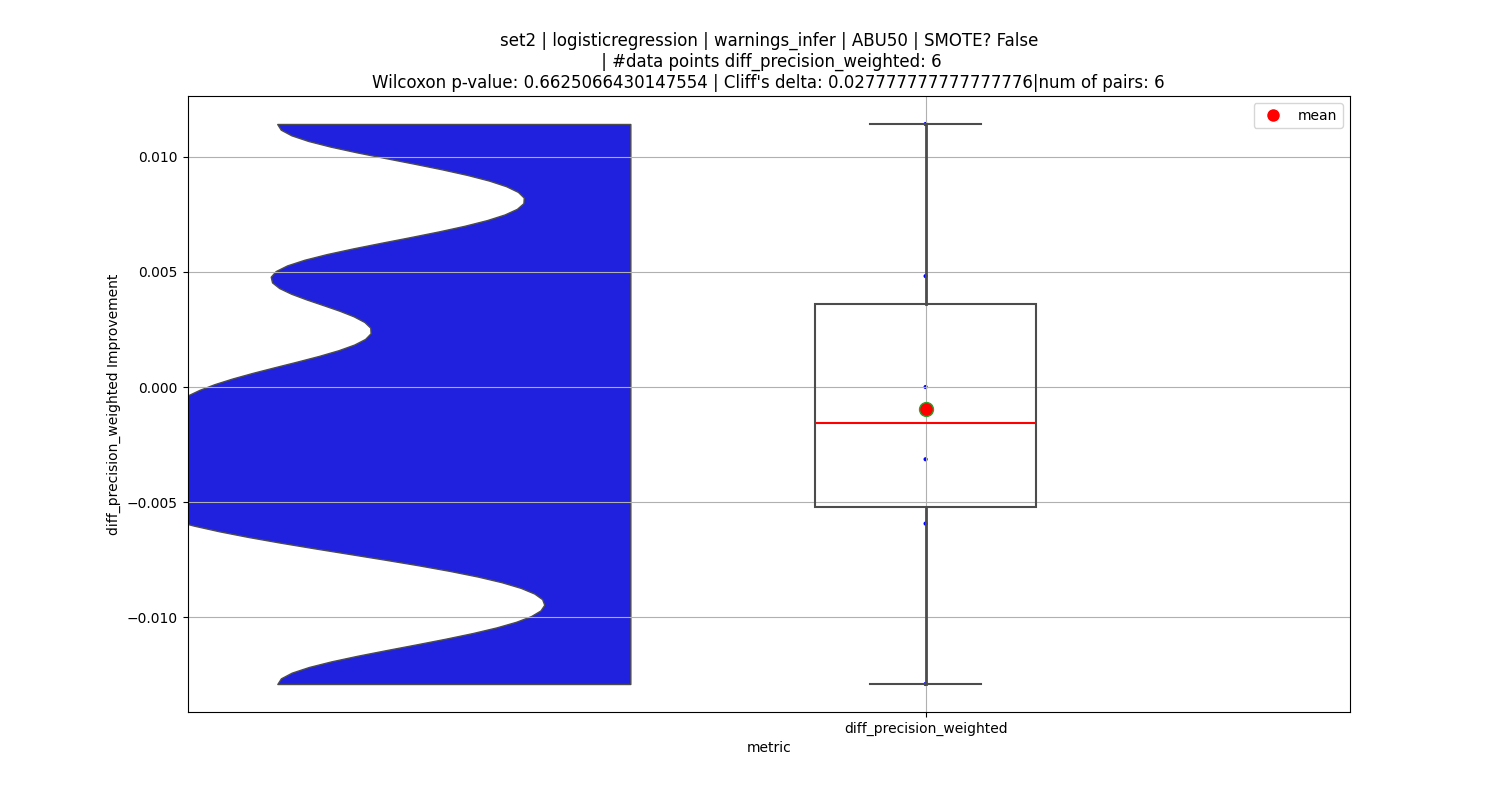 set2 | logisticregression | warnings_infer | ABU50 | SMOTE? False
| #data points diff_precision_weighted: 6
Wilcoxon p-value: 0.6625066430147554 | Cliff's delta: 0.027777777777777776|num of pairs: 6
mean
0.010
0.005
0.000
−0.005
−0.010
diff_precision_weighted Improvement
diff_precision_weighted
metric